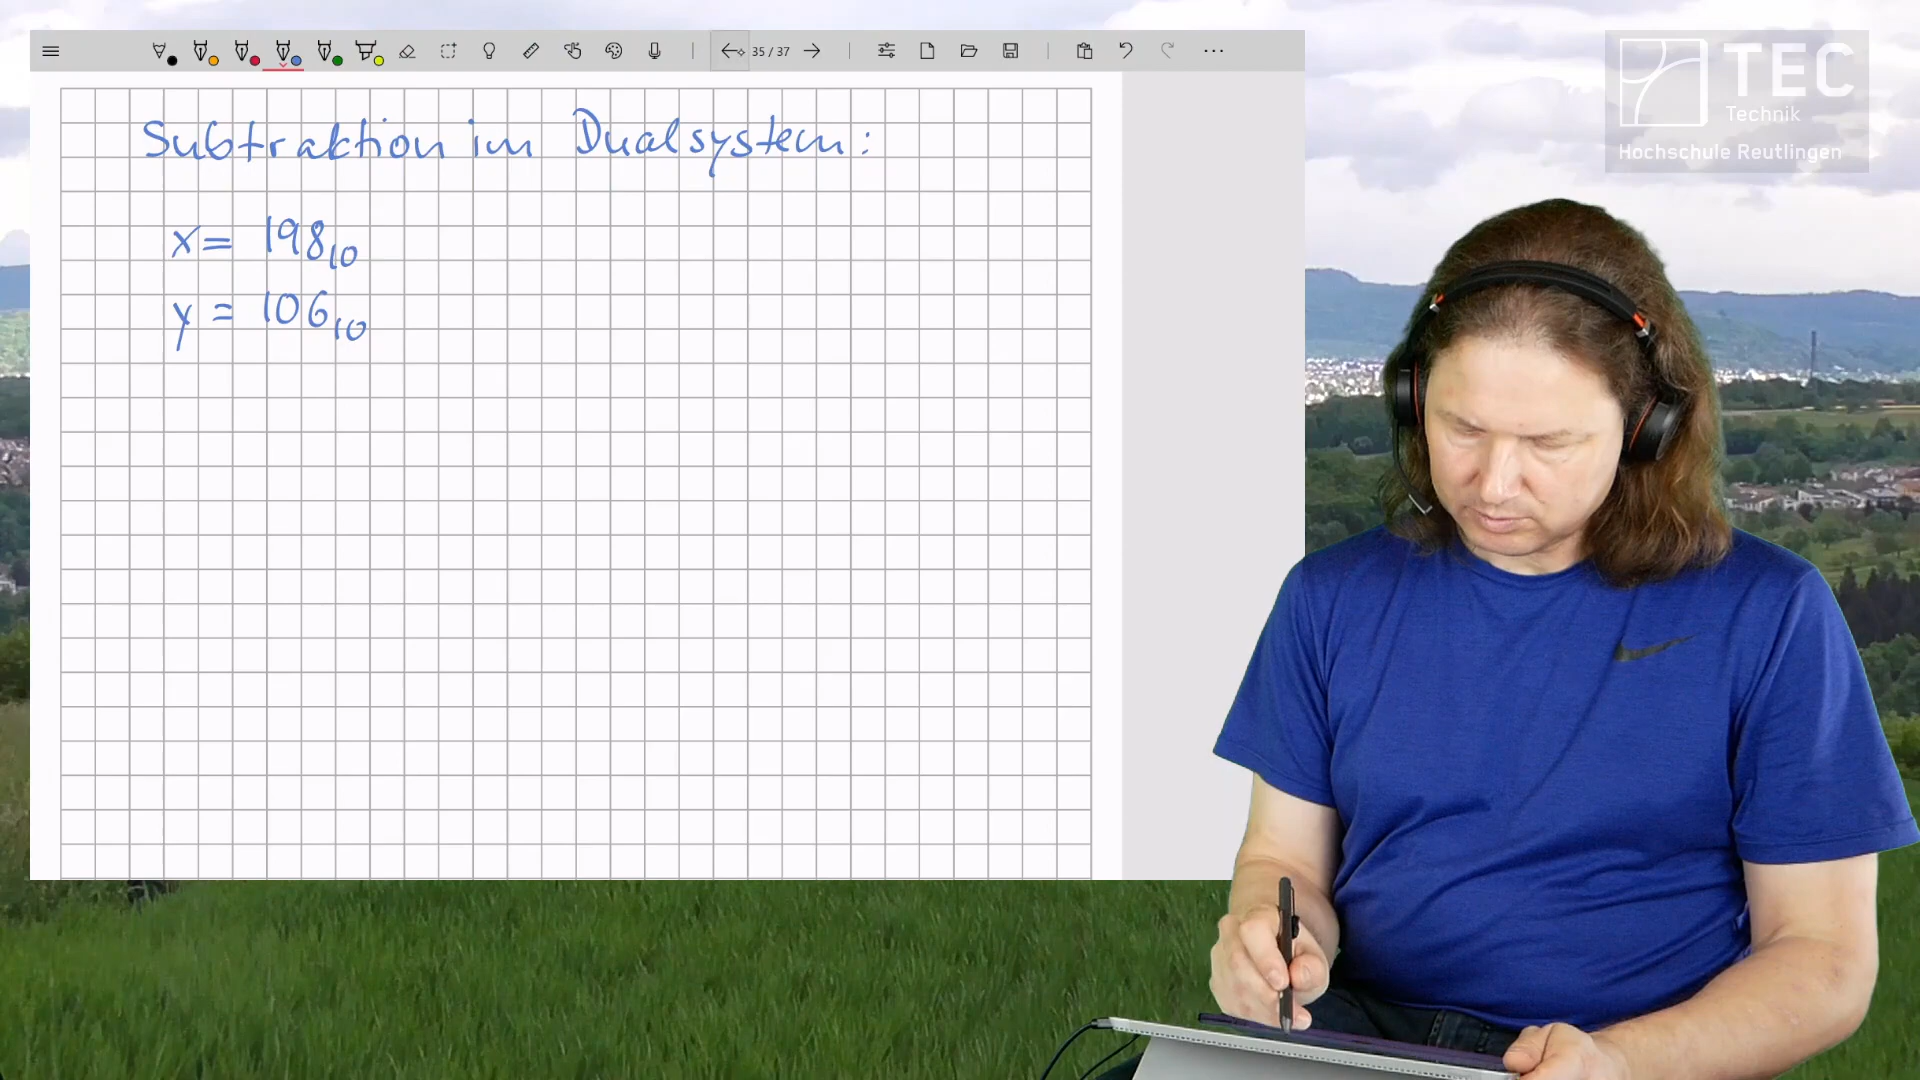 35 / 37
TEC
Technik
Hochschule Reutlingen
Subtraktion im Dualsystem:
x = 198₁₀
y = 106₁₀